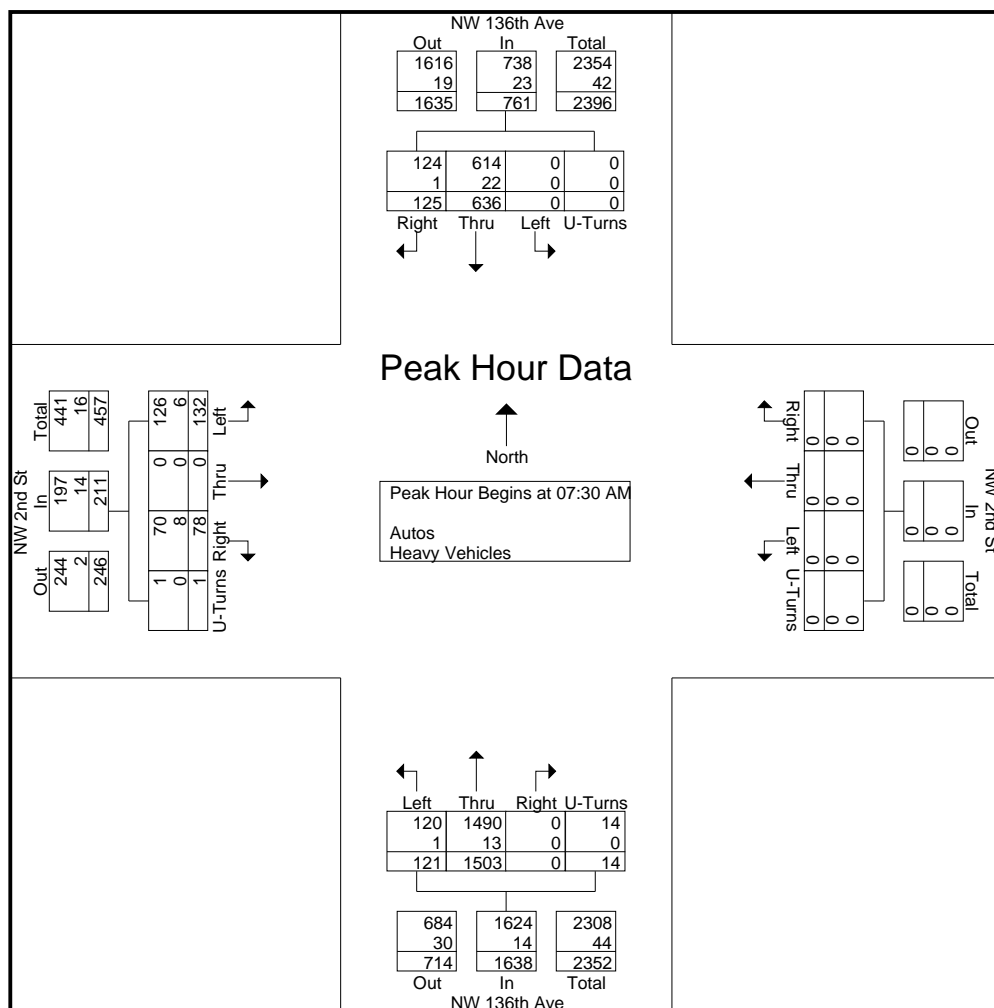 NW 136th Ave
Out In Total
1616 738 2354
19 23 42
1635 761 2396
124 614 0 0
1 22 0 0
125 636 0 0
Right Thru Left U-Turns
Peak Hour Data
North
Peak Hour Begins at 07:30 AM
Autos
Heavy Vehicles
NW 2nd St
Out In Total
244 197 441
2 14 16
246 211 457
U-Turns Right Thru Left
1 70 0 126
0 8 0 6
1 78 0 132
NW 2nd St
Out In Total
0 0 0
0 0 0
0 0 0
Right Thru Left U-Turns
0 0 0 0
0 0 0 0
0 0 0 0
Left Thru Right U-Turns
120 1490 0 14
1 13 0 0
121 1503 0 14
684 1624 2308
30 14 44
714 1638 2352
Out In Total
NW 136th Ave